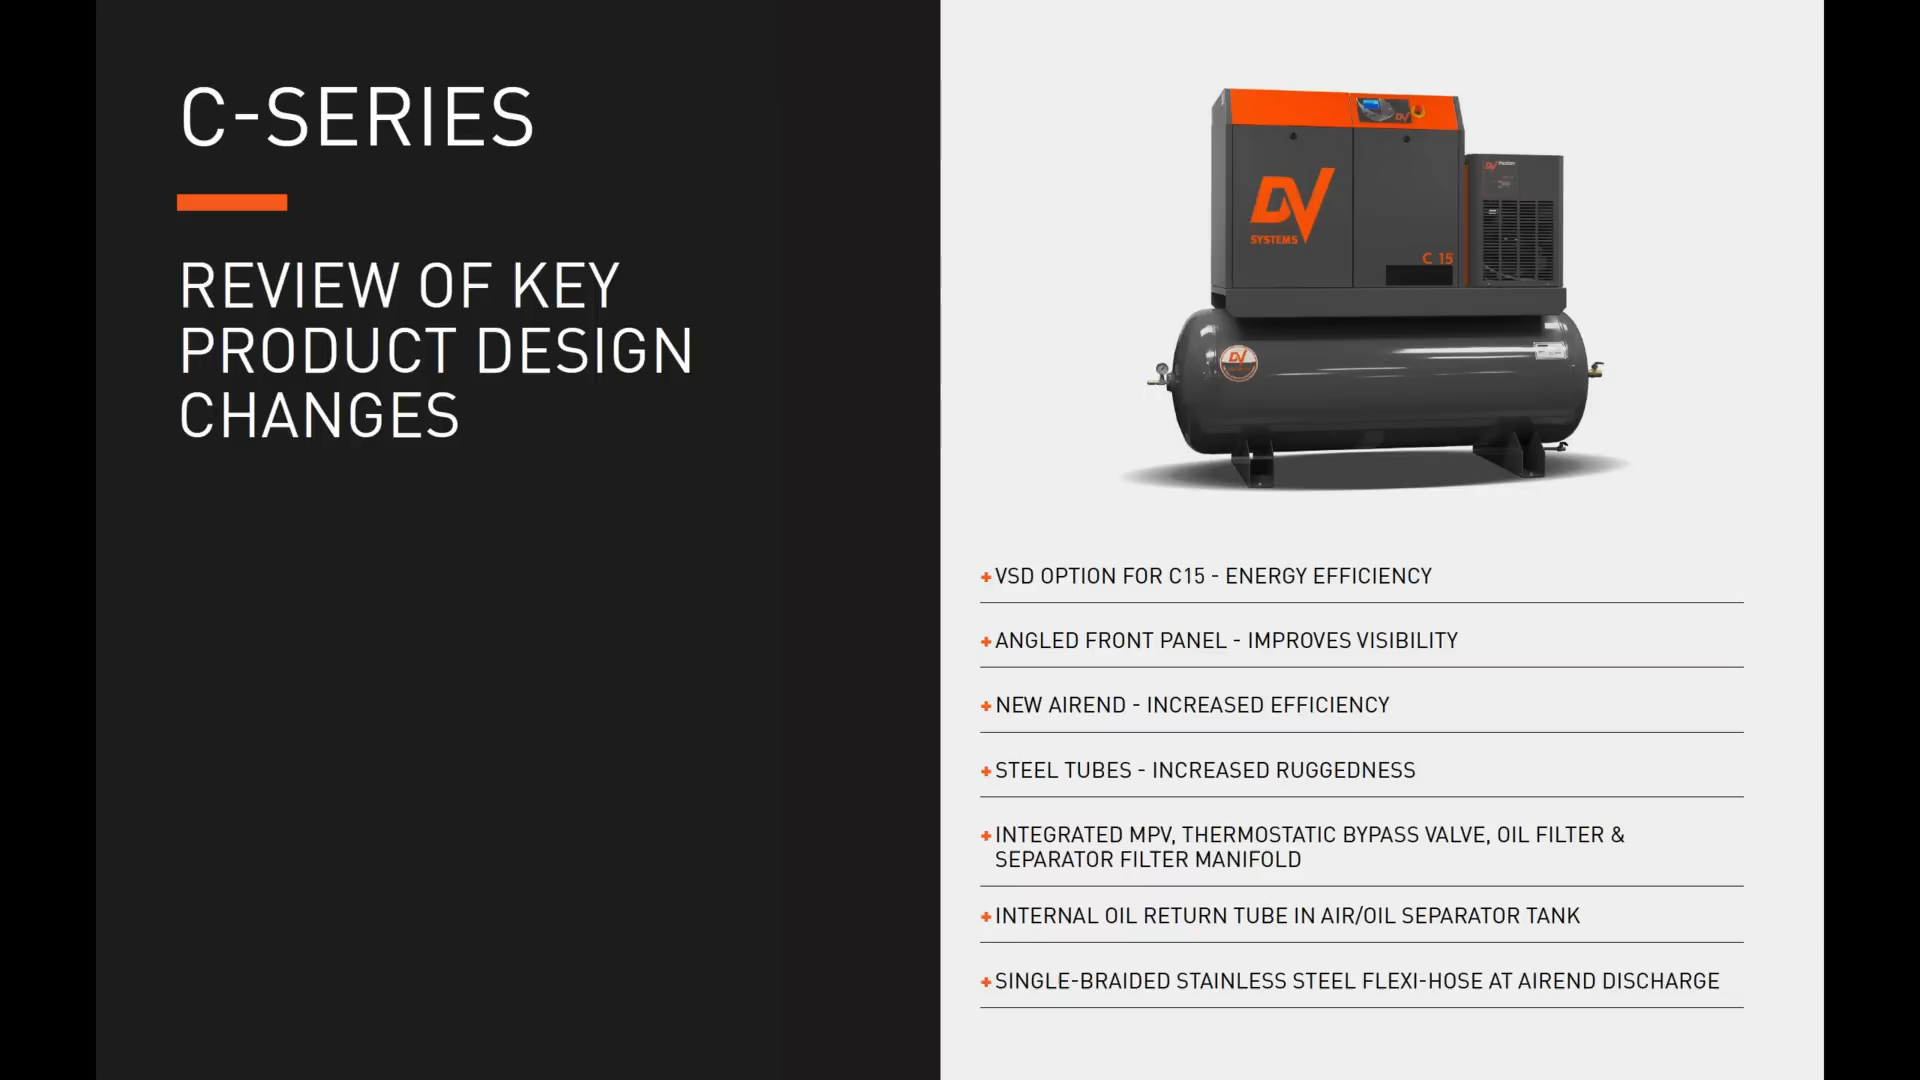 C-SERIES
REVIEW OF KEY
PRODUCT DESIGN
CHANGES
DV
SYSTEMS
C 15
DV
DV
DV
+ VSD OPTION FOR C15 - ENERGY EFFICIENCY
+ ANGLED FRONT PANEL - IMPROVES VISIBILITY
+ NEW AIREND - INCREASED EFFICIENCY
+ STEEL TUBES - INCREASED RUGGEDNESS
+ INTEGRATED MPV, THERMOSTATIC BYPASS VALVE, OIL FILTER &
SEPARATOR FILTER MANIFOLD
+ INTERNAL OIL RETURN TUBE IN AIR/OIL SEPARATOR TANK
+ SINGLE-BRAIDED STAINLESS STEEL FLEXI-HOSE AT AIREND DISCHARGE